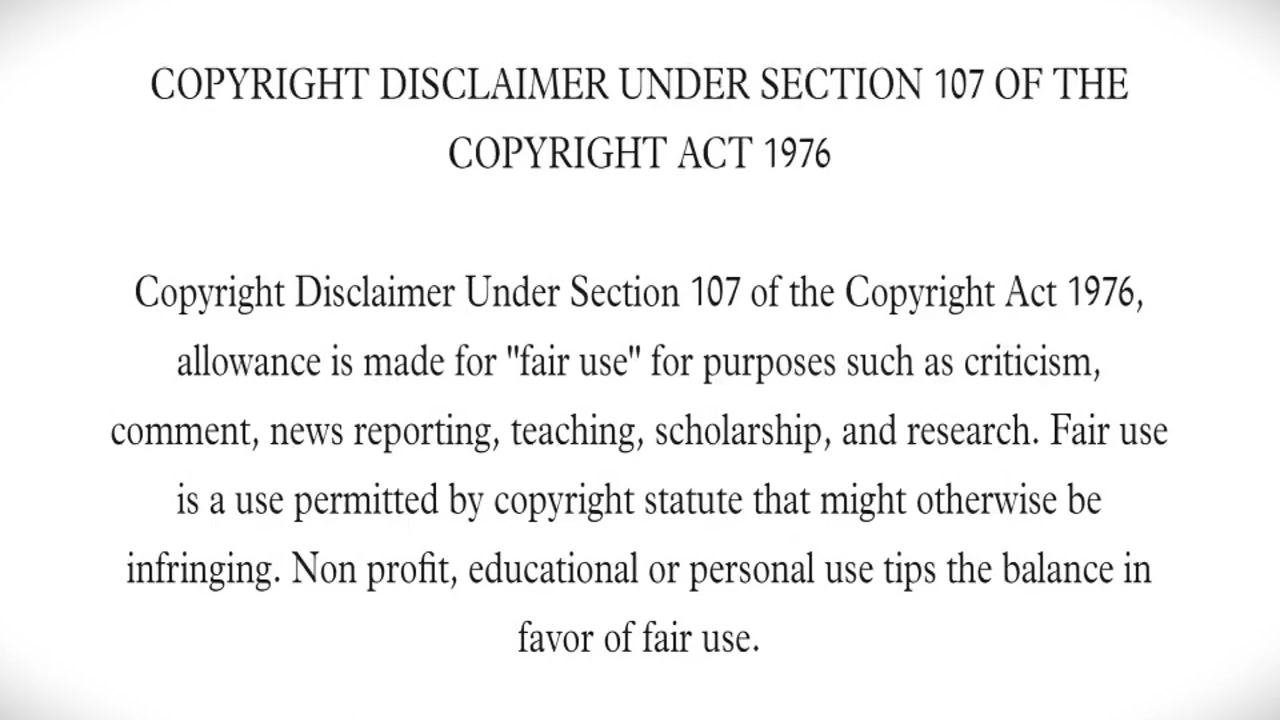 COPYRIGHT DISCLAIMER UNDER SECTION 107 OF THE
COPYRIGHT ACT 1976
Copyright Disclaimer Under Section 107 of the Copyright Act 1976,
allowance is made for "fair use" for purposes such as criticism,
comment, news reporting, teaching, scholarship, and research. Fair use
is a use permitted by copyright statute that might otherwise be
infringing. Non profit, educational or personal use tips the balance in
favor of fair use.